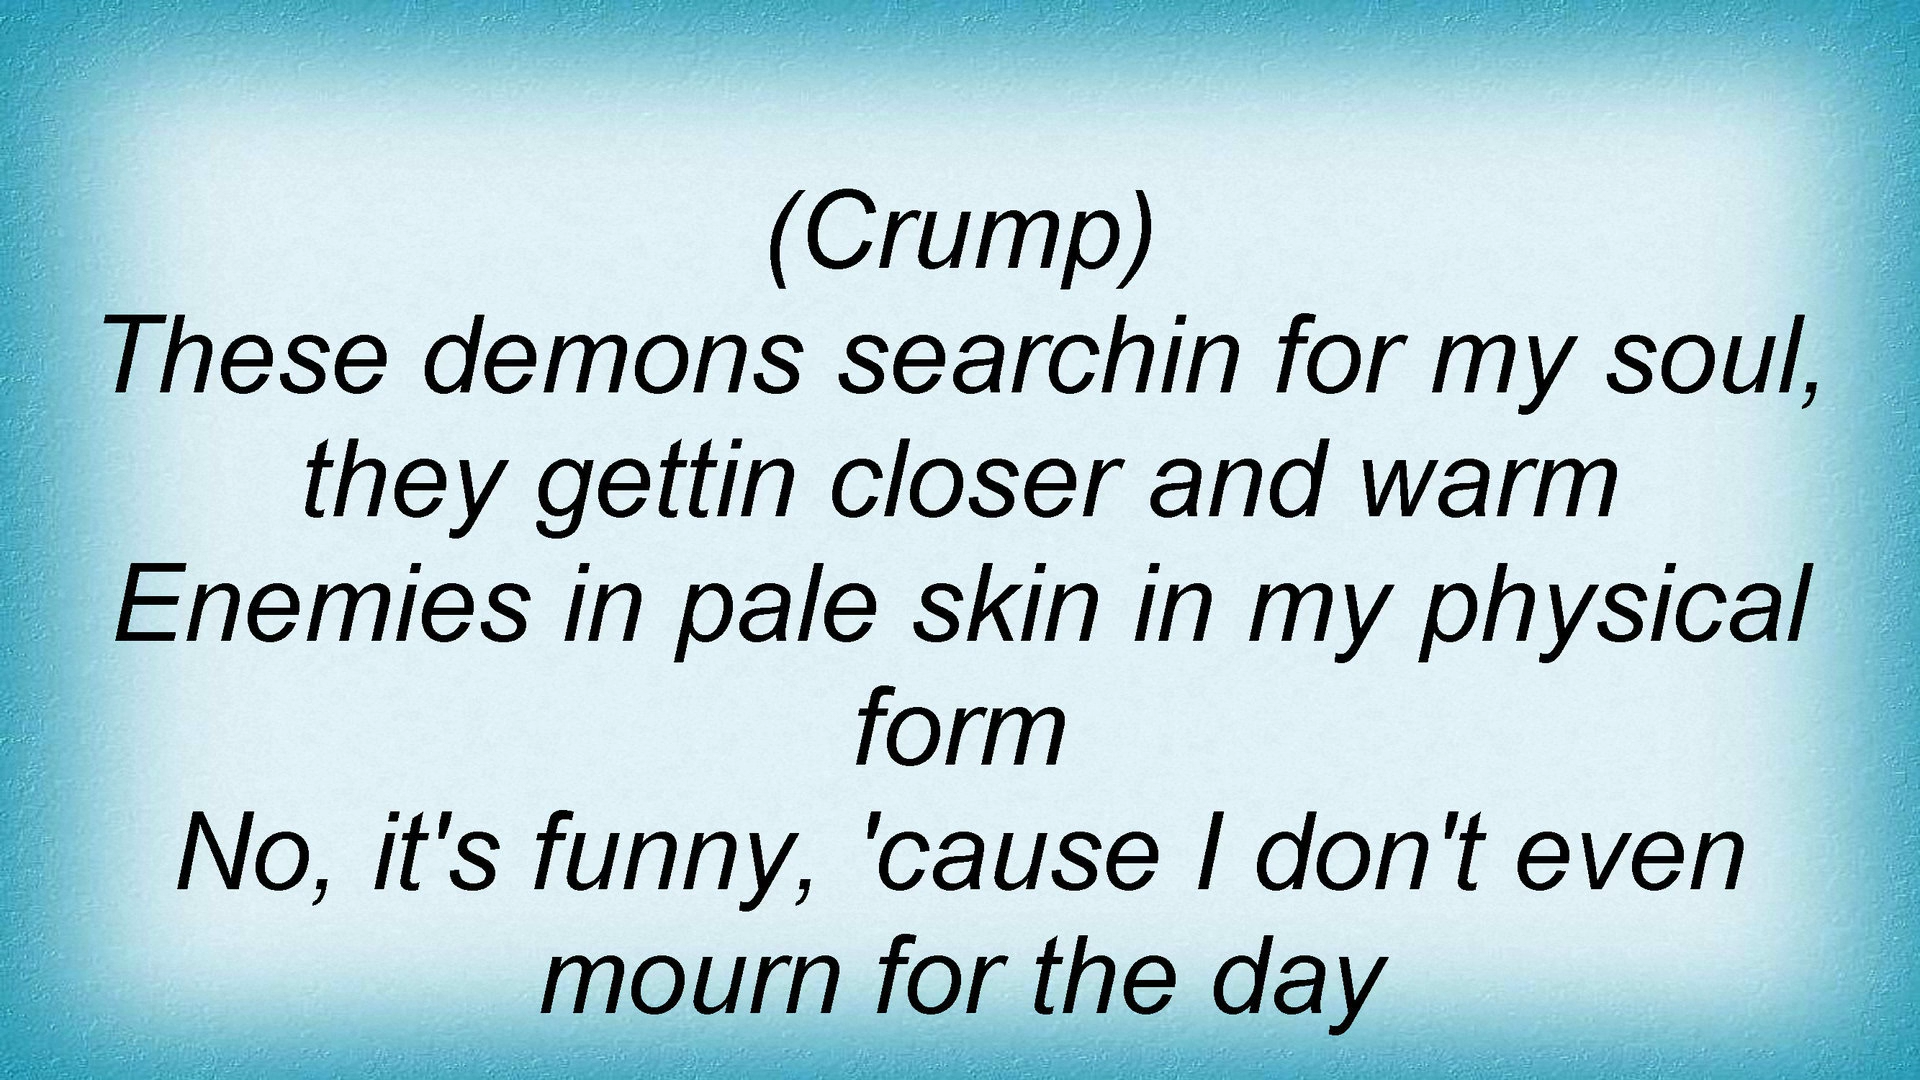 (Crump)
These demons searchin for my soul,
they gettin closer and warm
Enemies in pale skin in my physical
form
No, it's funny, 'cause I don't even
mourn for the day